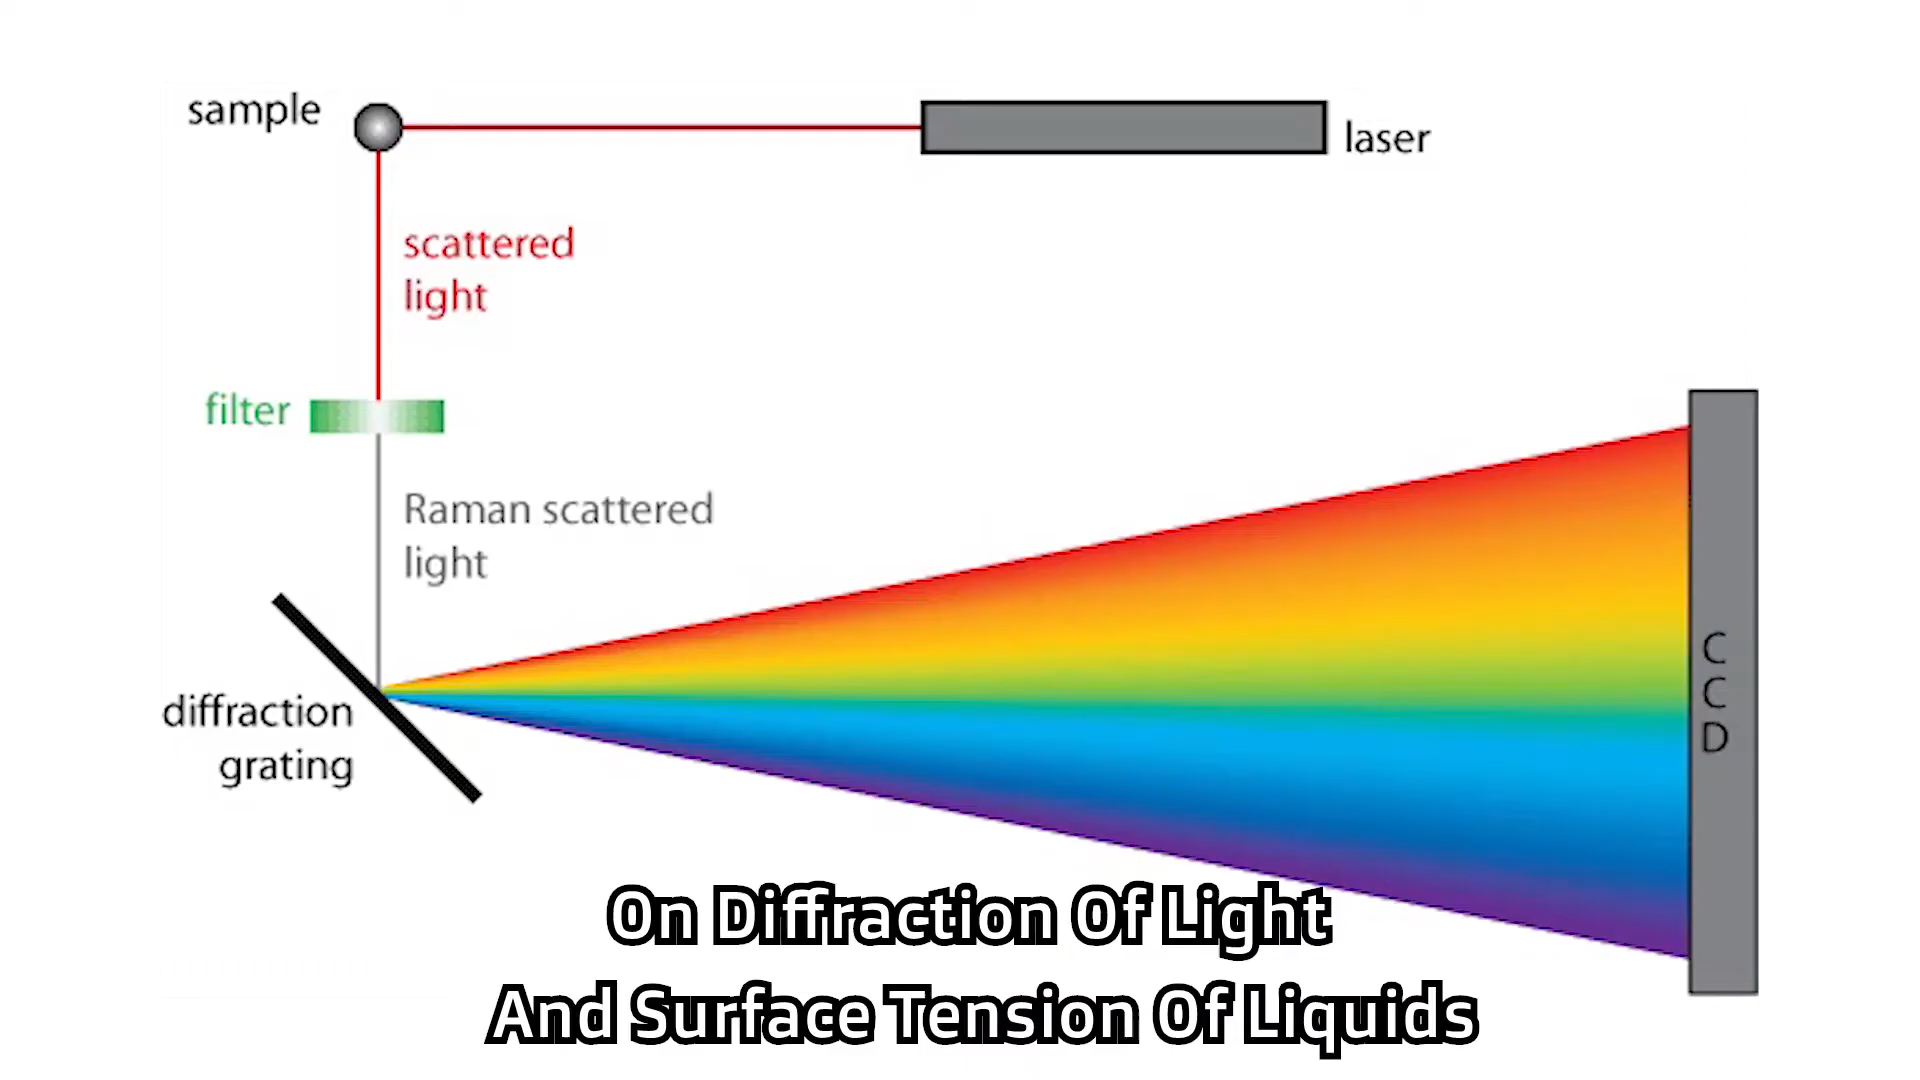 sample
laser
scattered
light
filter
Raman scattered
light
diffraction
grating
C
C
D
On Diffraction Of Light
And Surface Tension Of Liquids